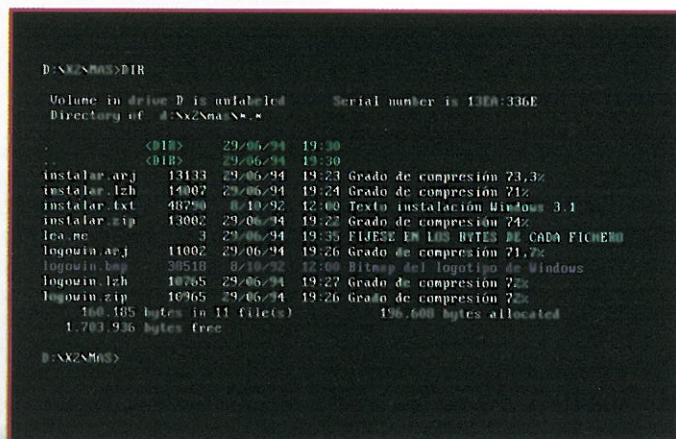 D:\X2\MAS>DIR
Volume in drive D is unlabeled Serial number is 13EA:336E
Directory of d:\x2\mas\*.*
. <DIR> 29/06/94 19:30
.. <DIR> 29/06/94 19:30
instalar.arj 13133 29/06/94 19:23 Grado de compresión 73,3%
instalar.lzh 14007 29/06/94 19:24 Grado de compresión 71%
instalar.txt 48790 8/10/92 12:00 Texto instalación Windows 3.1
instalar.zip 13002 29/06/94 19:22 Grado de compresión 74%
lea.me 3 29/06/94 19:35 FIJESE EN LOS BYTES DE CADA FICHERO
logowin.arj 11002 29/06/94 19:26 Grado de compresión 71,7%
logowin.bmp 38518 8/10/92 12:00 Bitmap del logotipo de Windows
logowin.lzh 10765 29/06/94 19:27 Grado de compresión 72%
logowin.zip 10965 29/06/94 19:26 Grado de compresión 72%
160.185 bytes in 11 file(s) 196.608 bytes allocated
1.703.936 bytes free
D:\X2\MAS>